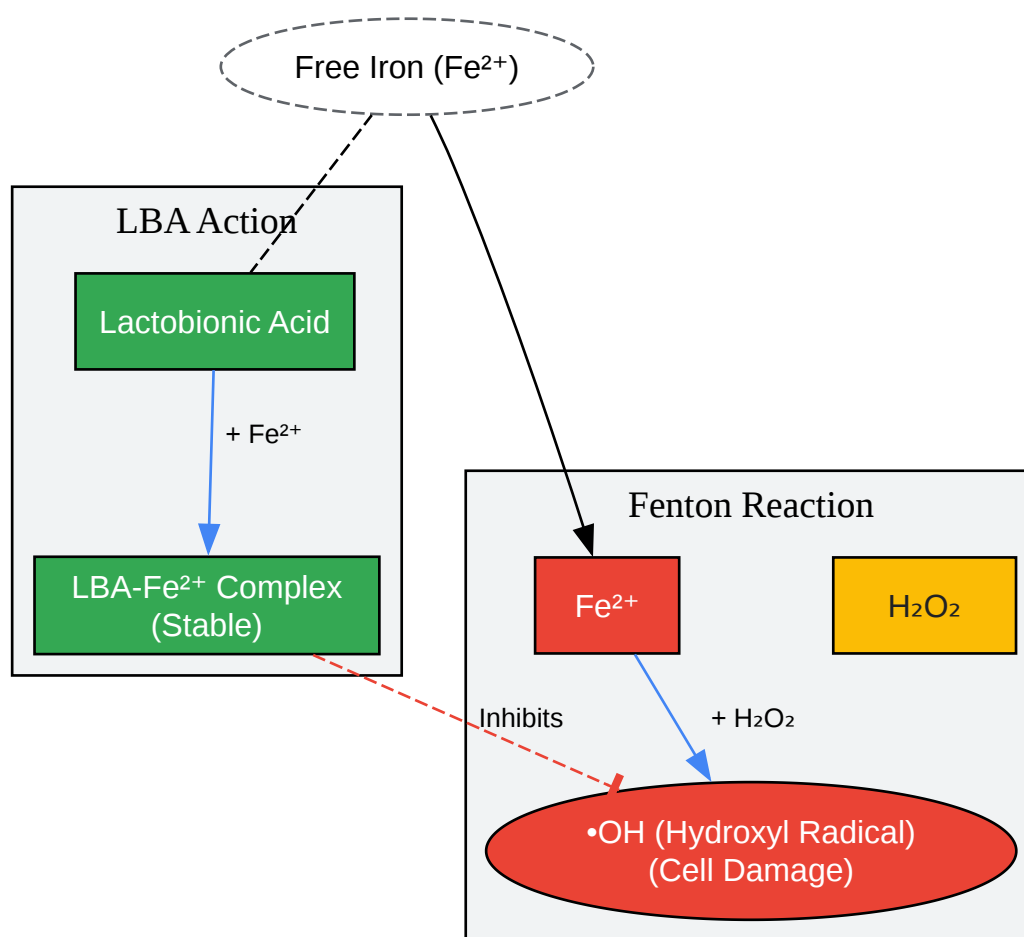 Free Iron (Fe²⁺)
LBA Action
Lactobionic Acid
+ Fe²⁺
LBA-Fe²⁺ Complex
(Stable)
Fenton Reaction
Fe²⁺
H₂O₂
Inhibits
+ H₂O₂
•OH (Hydroxyl Radical)
(Cell Damage)